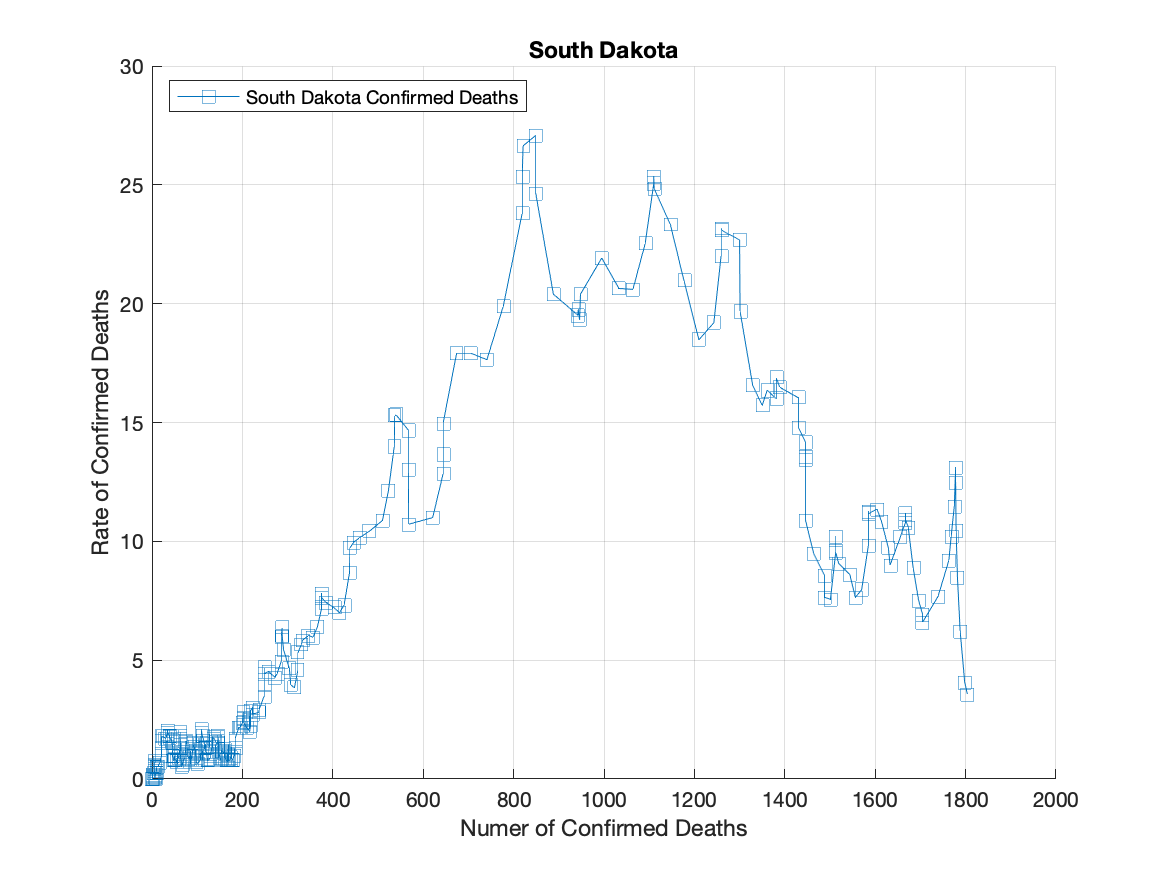 South Dakota
30
South Dakota Confirmed Deaths
25
20
15
10
5
0
Rate of Confirmed Deaths
0 200 400 600 800 1000 1200 1400 1600 1800 2000
Numer of Confirmed Deaths